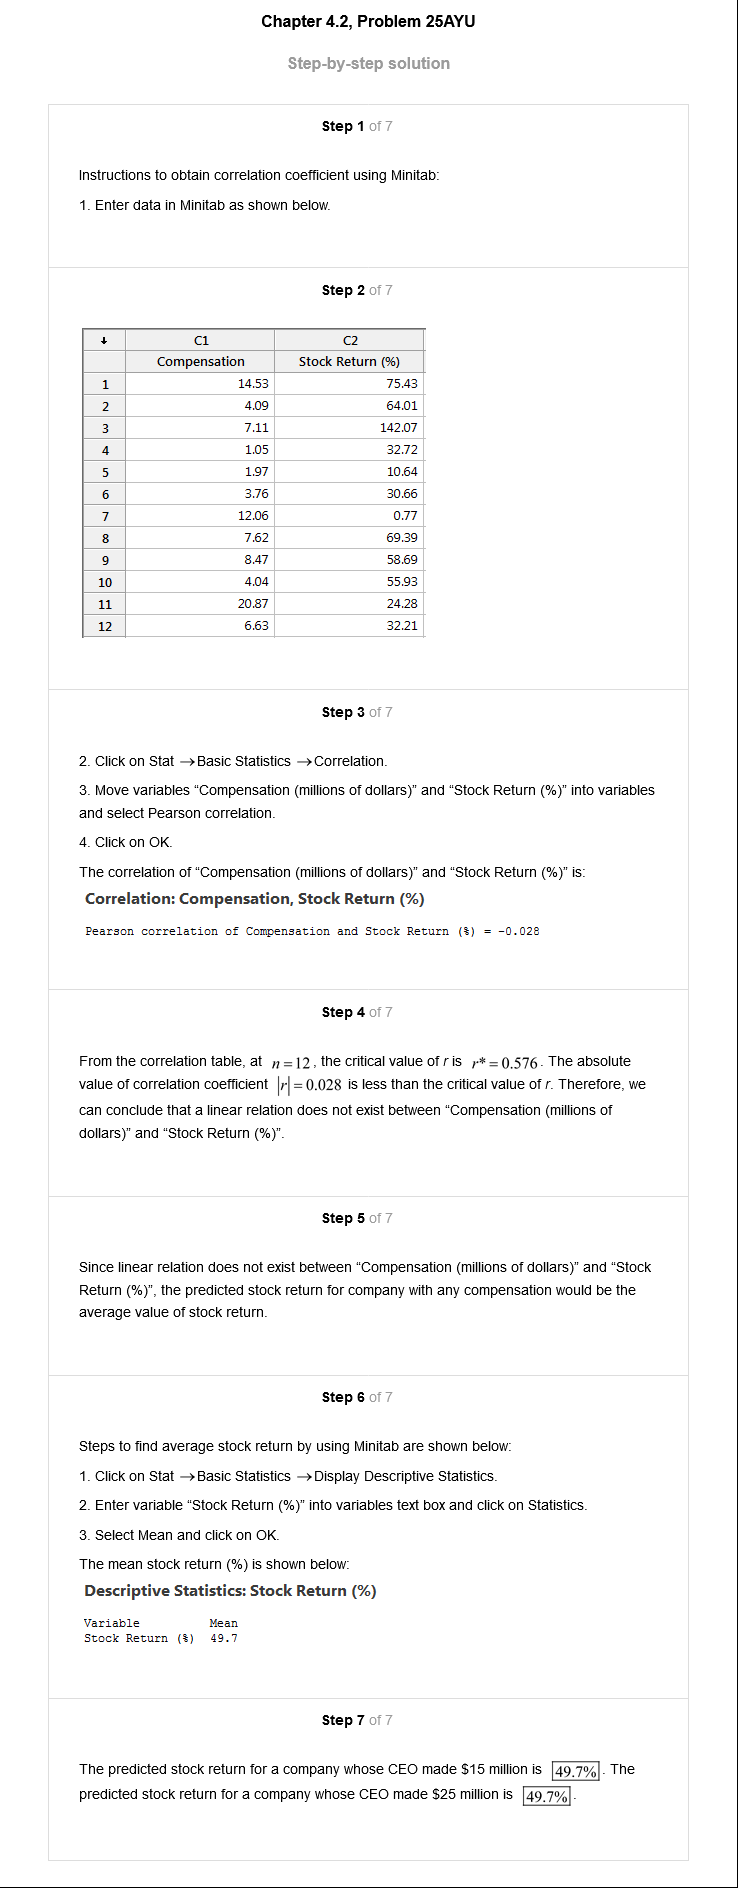 Chapter 4.2, Problem 25AYU
Step-by-step solution
Step 1 of 7
Instructions to obtain correlation coefficient using Minitab:
1. Enter data in Minitab as shown below.
Step 2 of 7
↓ C1 C2
Compensation Stock Return (%)
1 14.53 75.43
2 4.09 64.01
3 7.11 142.07
4 1.05 32.72
5 1.97 10.64
6 3.76 30.66
7 12.06 0.77
8 7.62 69.39
9 8.47 58.69
10 4.04 55.93
11 20.87 24.28
12 6.63 32.21
Step 3 of 7
2. Click on Stat →Basic Statistics →Correlation.
3. Move variables “Compensation (millions of dollars)” and “Stock Return (%)” into variables
and select Pearson correlation.
4. Click on OK.
The correlation of “Compensation (millions of dollars)” and “Stock Return (%)” is:
Correlation: Compensation, Stock Return (%)
Pearson correlation of Compensation and Stock Return (%) = -0.028
Step 4 of 7
From the correlation table, at n=12, the critical value of r is r*=0.576. The absolute
value of correlation coefficient |r|=0.028 is less than the critical value of r. Therefore, we
can conclude that a linear relation does not exist between “Compensation (millions of
dollars)” and “Stock Return (%)”.
Step 5 of 7
Since linear relation does not exist between “Compensation (millions of dollars)” and “Stock
Return (%)”, the predicted stock return for company with any compensation would be the
average value of stock return.
Step 6 of 7
Steps to find average stock return by using Minitab are shown below:
1. Click on Stat →Basic Statistics →Display Descriptive Statistics.
2. Enter variable “Stock Return (%)” into variables text box and click on Statistics.
3. Select Mean and click on OK.
The mean stock return (%) is shown below:
Descriptive Statistics: Stock Return (%)
Variable Mean
Stock Return (%) 49.7
Step 7 of 7
The predicted stock return for a company whose CEO made $15 million is 49.7%. The
predicted stock return for a company whose CEO made $25 million is 49.7%.